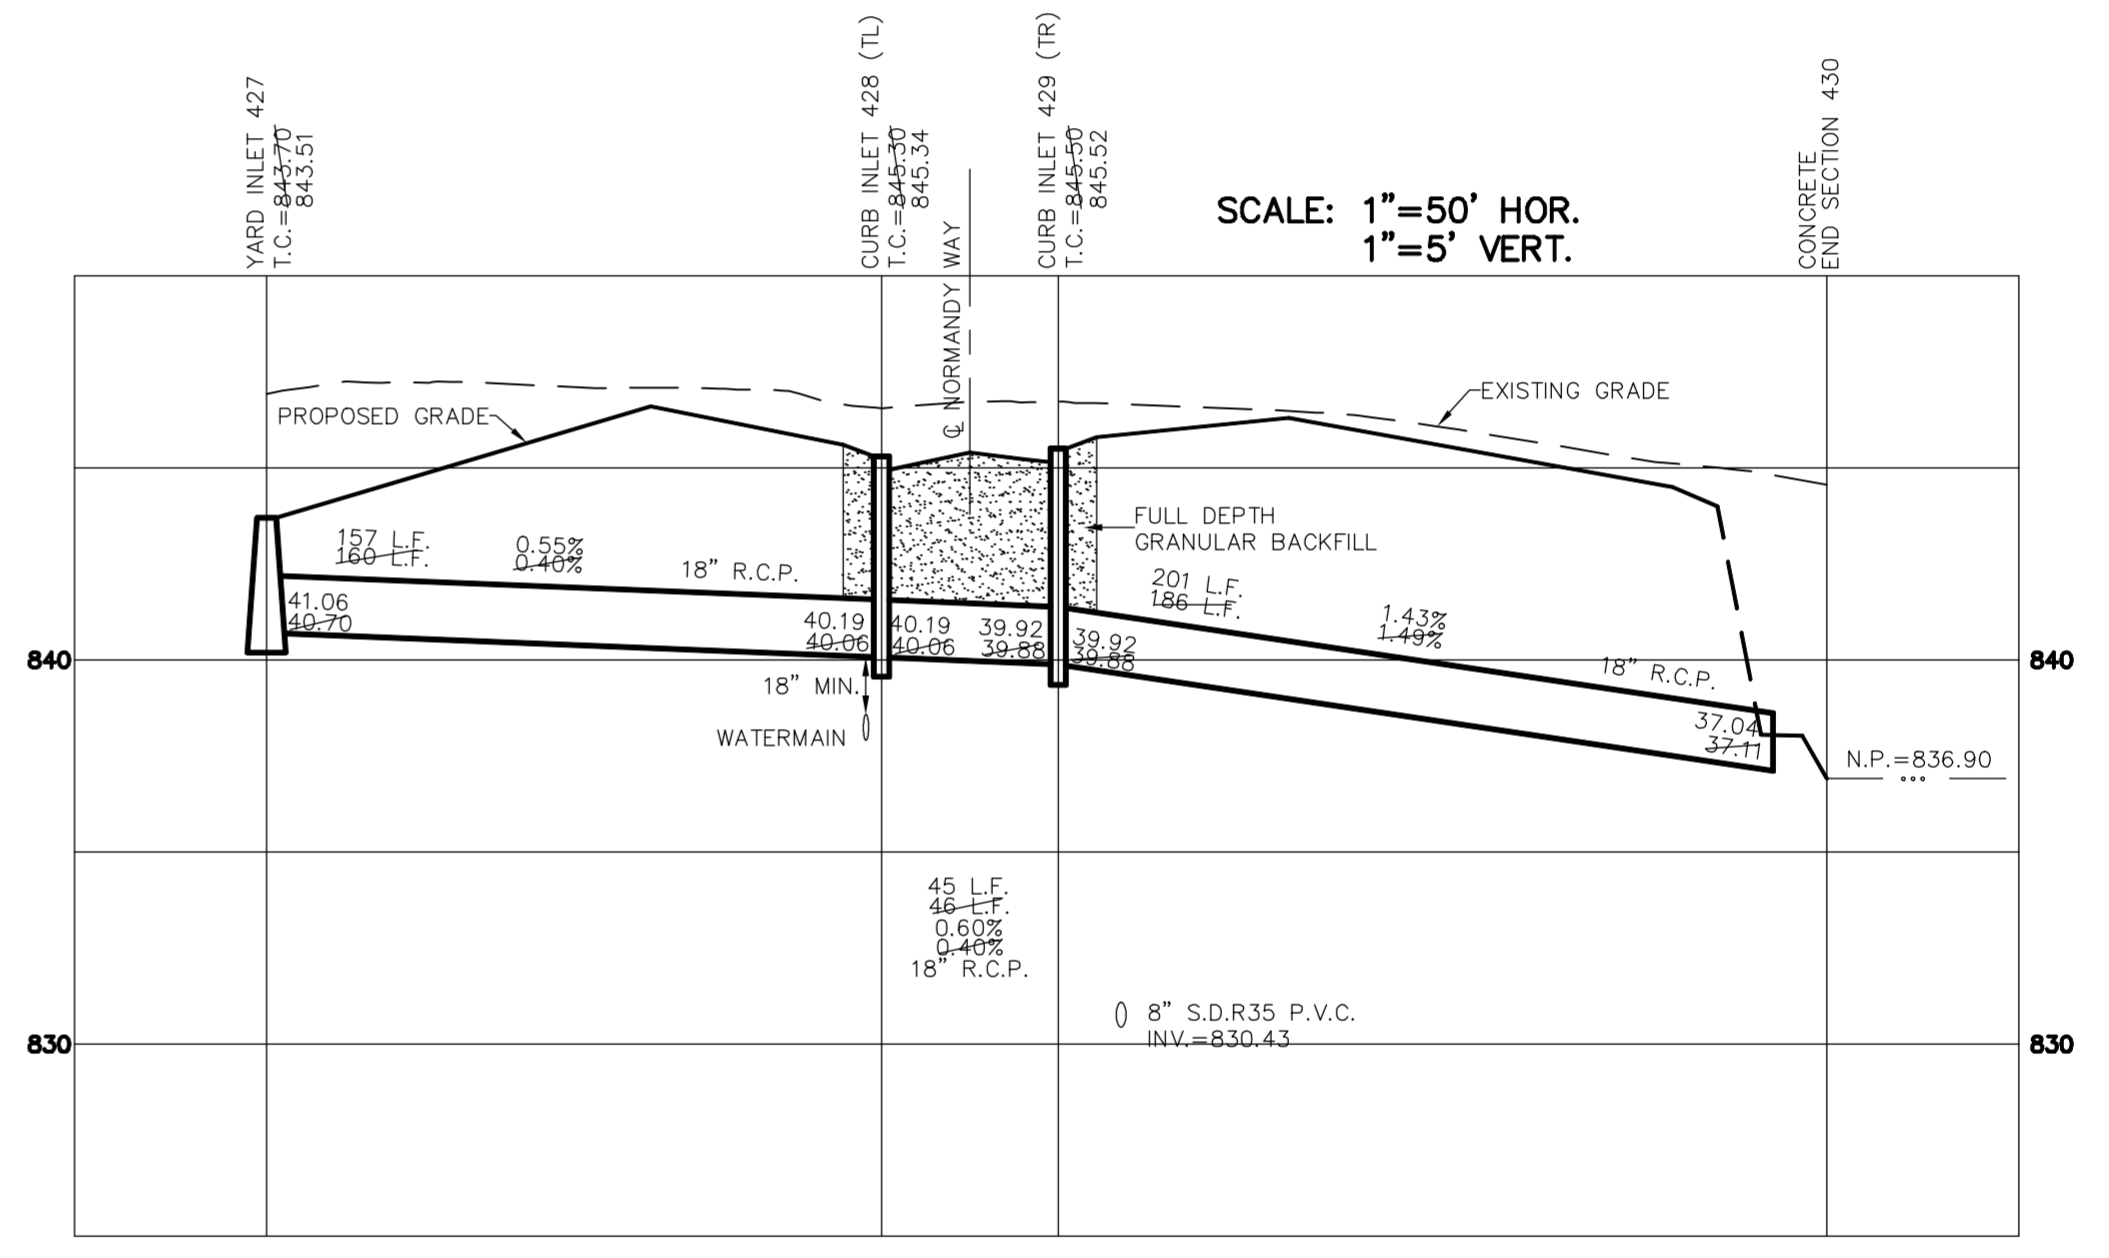 YARD INLET 427
T.C.=843.70
843.51
CURB INLET 428 (TL)
T.C.=845.30
845.34
℄ NORMANDY WAY
CURB INLET 429 (TR)
T.C.=845.50
845.52
SCALE: 1"=50' HOR.
1"=5' VERT.
CONCRETE
END SECTION 430
PROPOSED GRADE
EXISTING GRADE
157 L.F.
160 L.F.
0.55%
0.40%
18" R.C.P.
FULL DEPTH
GRANULAR BACKFILL
201 L.F.
186 L.F.
1.43%
1.49%
18" R.C.P.
41.06
40.70
40.19
40.06
40.19
40.06
39.92
39.88
39.92
39.88
840
840
18" MIN.
WATERMAIN
37.04
37.11
N.P.=836.90
45 L.F.
46 L.F.
0.60%
0.40%
18" R.C.P.
8" S.D.R35 P.V.C.
INV.=830.43
830
830